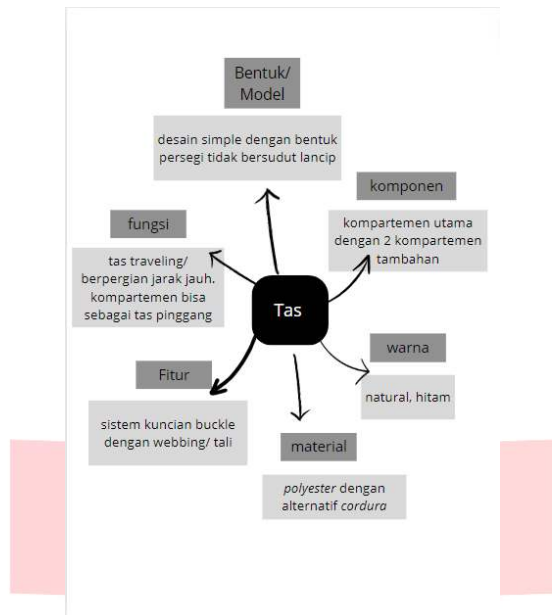 Bentuk/
Model
desain simple dengan bentuk
persegi tidak bersudut lancip
komponen
kompartemen utama
dengan 2 kompartemen
tambahan
fungsi
tas traveling/
berpergian jarak jauh.
kompartemen bisa
sebagai tas pinggang
Tas
warna
natural, hitam
Fitur
sistem kuncian buckle
dengan webbing/ tali
material
polyester dengan
alternatif cordura